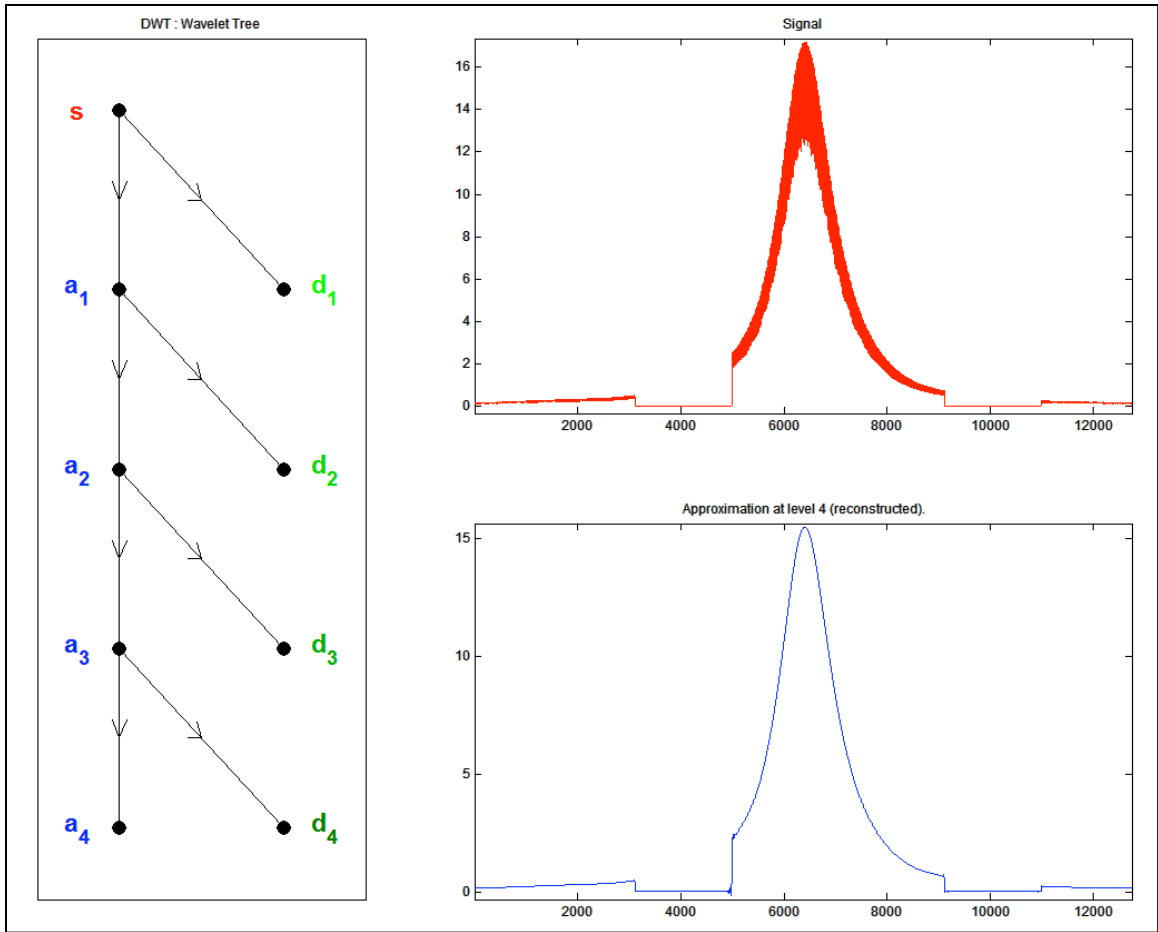 DWT : Wavelet Tree
s
a1
d1
a2
d2
a3
d3
a4
d4
Signal
16
14
12
10
8
6
4
2
0
2000 4000 6000 8000 10000 12000
Approximation at level 4 (reconstructed).
15
10
5
0
2000 4000 6000 8000 10000 12000